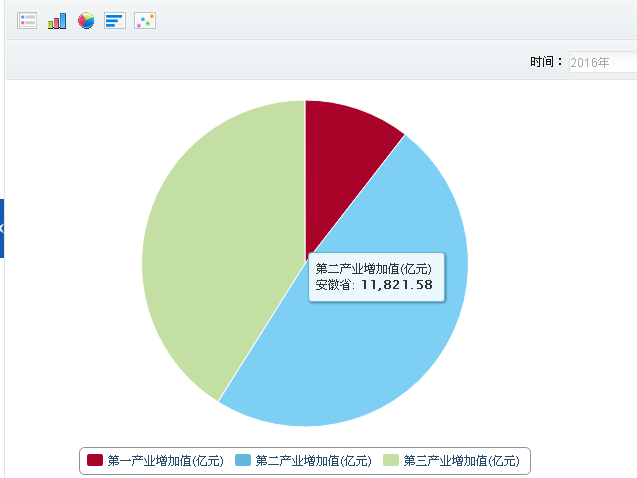 时间：
2016年
第二产业增加值(亿元)
安徽省: 11,821.58
第一产业增加值(亿元) 第二产业增加值(亿元) 第三产业增加值(亿元)